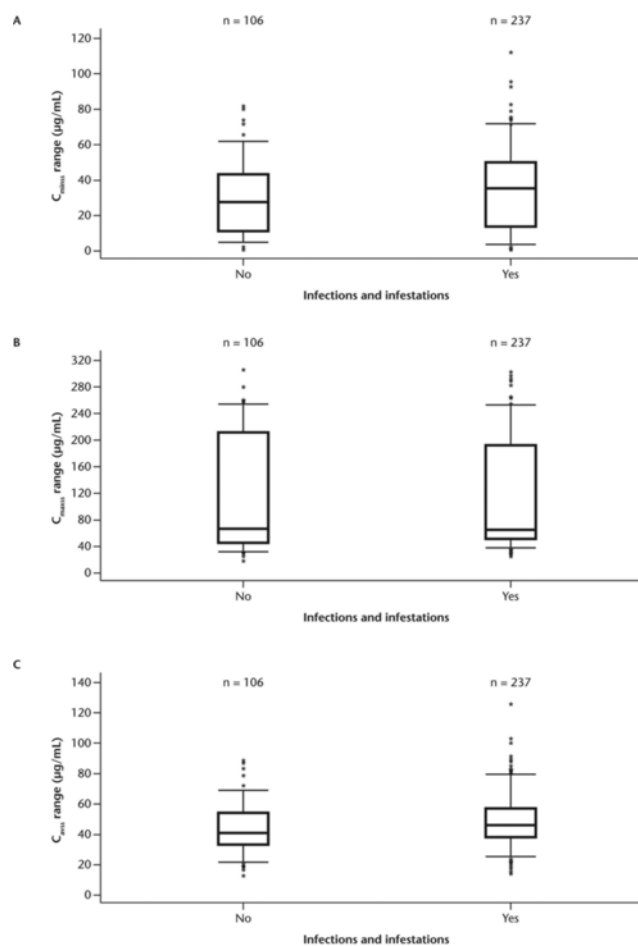 A
n = 106
n = 237
Cminss range (µg/mL)
120
100
80
60
40
20
0
No
Yes
Infections and infestations
B
n = 106
n = 237
Cmaxss range (µg/mL)
320
280
240
200
160
120
80
40
0
No
Yes
Infections and infestations
C
n = 106
n = 237
Cavss range (µg/mL)
140
120
100
80
60
40
20
0
No
Yes
Infections and infestations